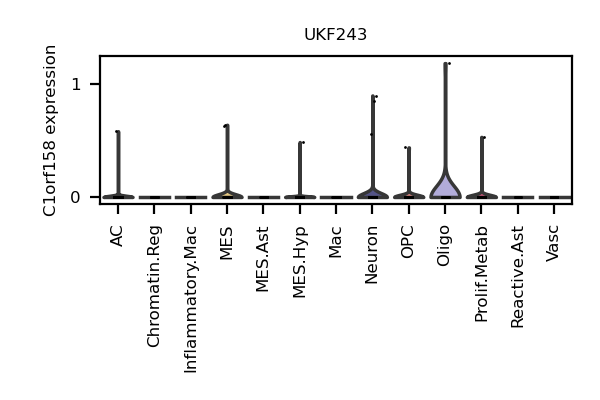 UKF243
C1orf158 expression
1
0
AC
Chromatin.Reg
Inflammatory.Mac
MES
MES.Ast
MES.Hyp
Mac
Neuron
OPC
Oligo
Prolif.Metab
Reactive.Ast
Vasc